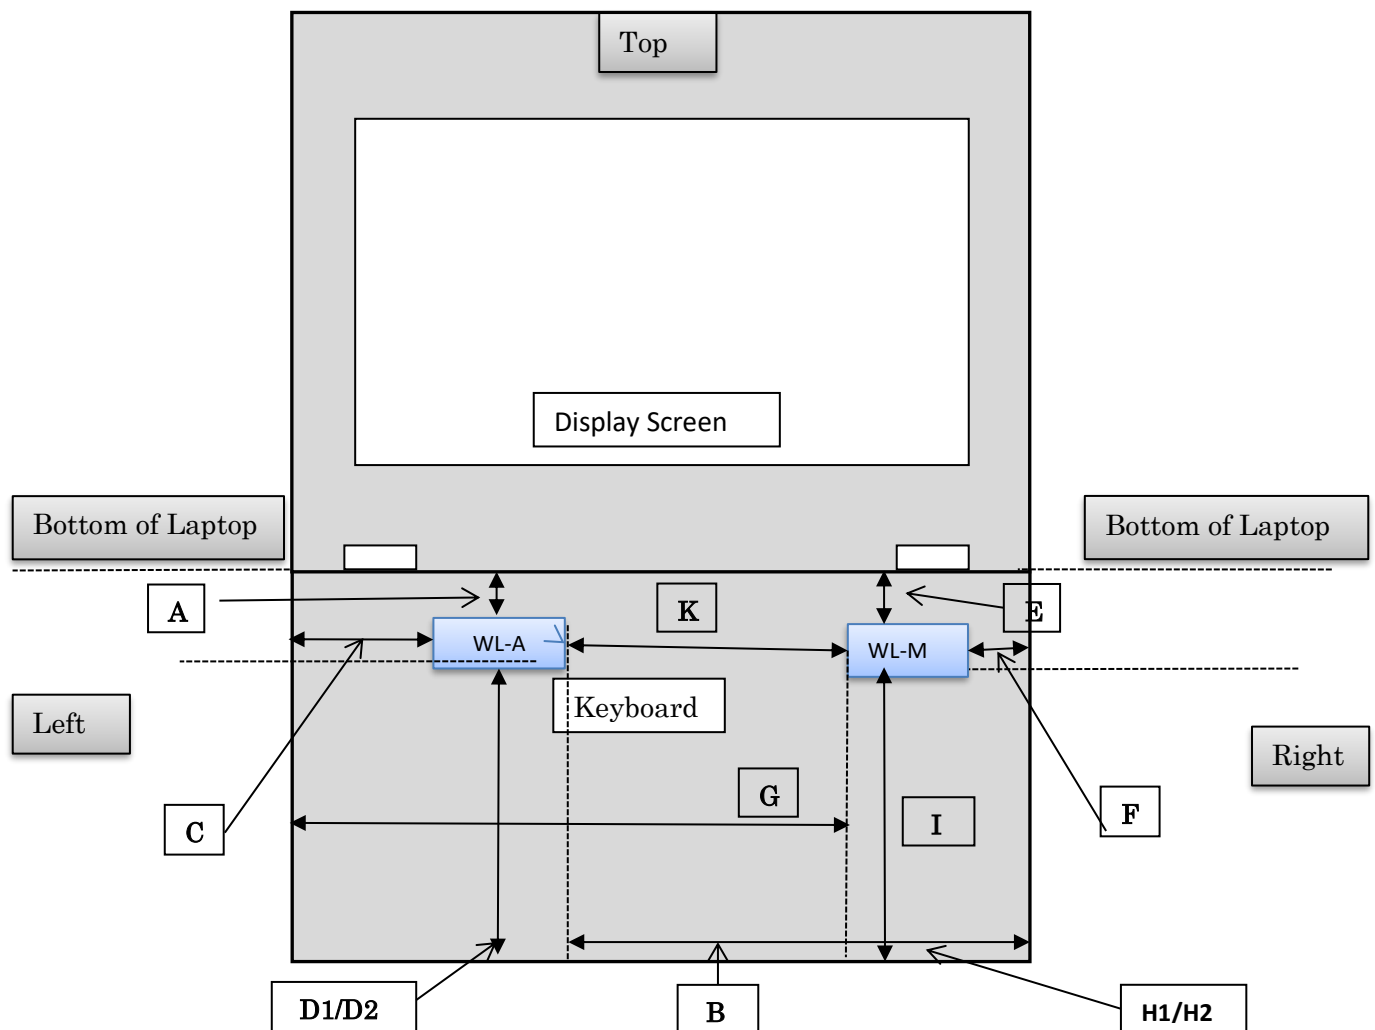 Top
Display Screen
Bottom of Laptop
Bottom of Laptop
A
K
E
WL-A
WL-M
Keyboard
Left
Right
G
C
I
F
D1/D2
B
H1/H2